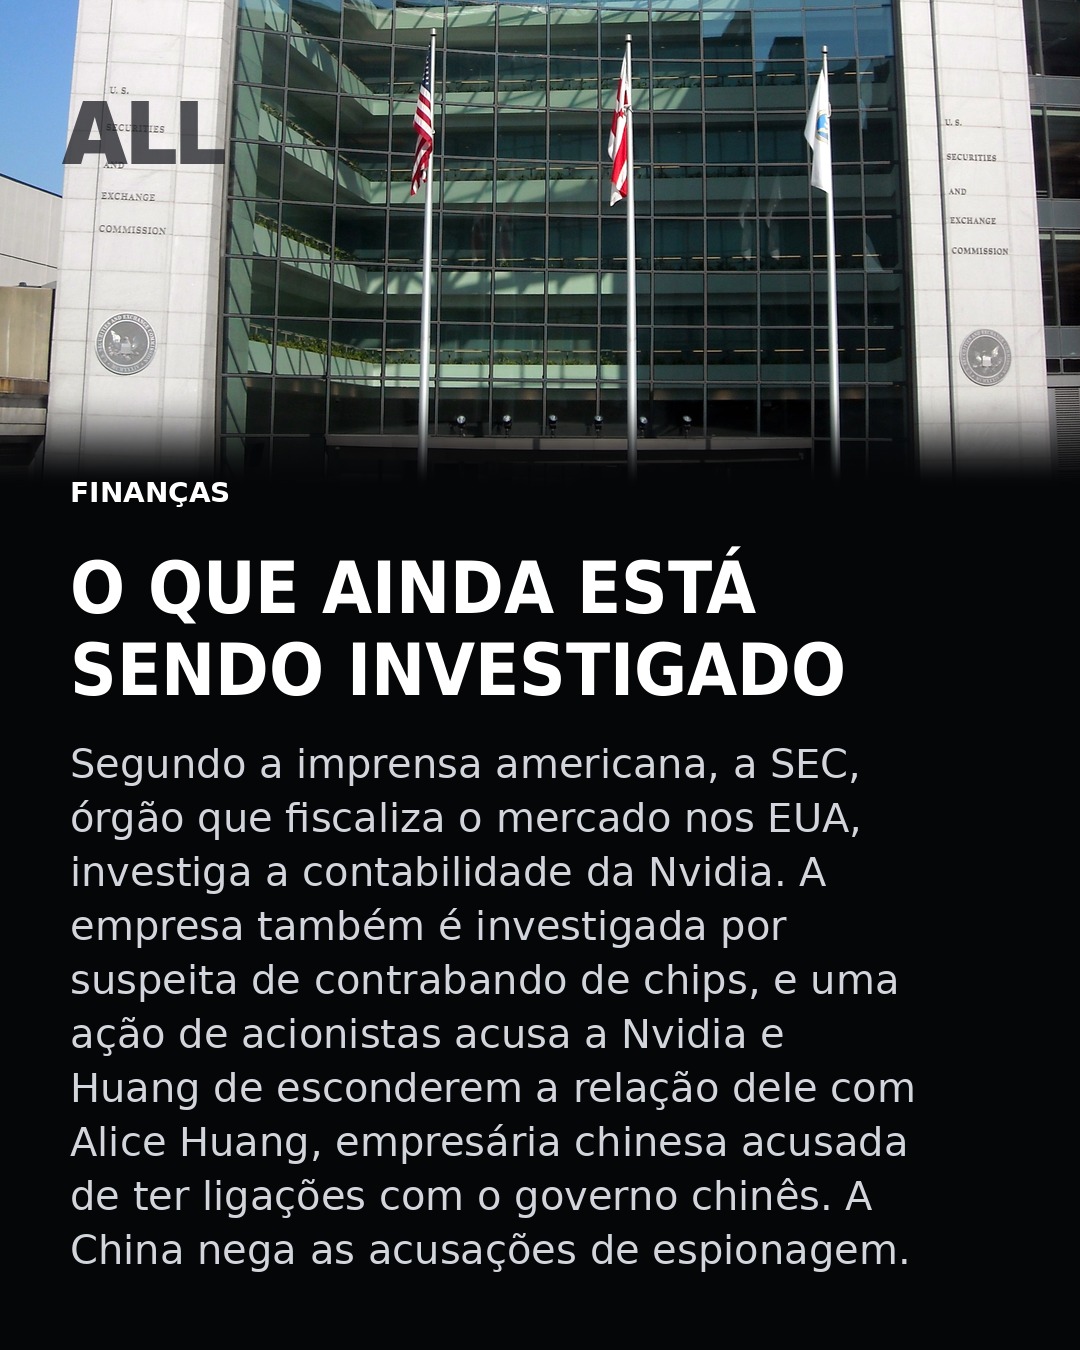 U. S.
SECURITIES
AND
EXCHANGE
COMMISSION
ALL
U. S.
SECURITIES
AND
EXCHANGE
COMMISSION
FINANÇAS
O QUE AINDA ESTÁ
SENDO INVESTIGADO
Segundo a imprensa americana, a SEC,
órgão que fiscaliza o mercado nos EUA,
investiga a contabilidade da Nvidia. A
empresa também é investigada por
suspeita de contrabando de chips, e uma
ação de acionistas acusa a Nvidia e
Huang de esconderem a relação dele com
Alice Huang, empresária chinesa acusada
de ter ligações com o governo chinês. A
China nega as acusações de espionagem.